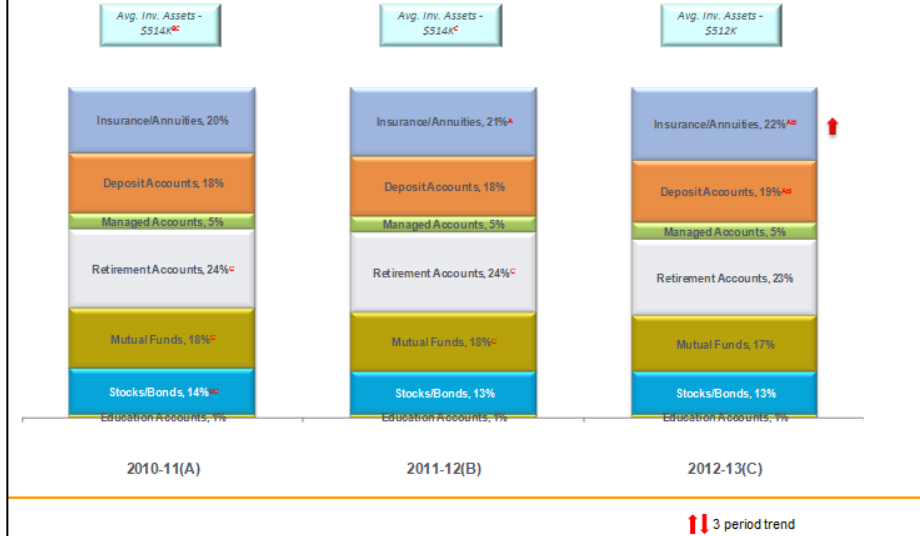 Avg. Inv. Assets -
$514K^BC
Avg. Inv. Assets -
$514K^C
Avg. Inv. Assets -
$512K
Insurance/Annuities, 20%
Deposit Accounts, 18%
Managed Accounts, 5%
Retirement Accounts, 24%^C
Mutual Funds, 18%^C
Stocks/Bonds, 14%^BC
Education Accounts, 1%
Insurance/Annuities, 21%^A
Deposit Accounts, 18%
Managed Accounts, 5%
Retirement Accounts, 24%^C
Mutual Funds, 18%^C
Stocks/Bonds, 13%
Education Accounts, 1%
Insurance/Annuities, 22%^AB
Deposit Accounts, 19%^AB
Managed Accounts, 5%
Retirement Accounts, 23%
Mutual Funds, 17%
Stocks/Bonds, 13%
Education Accounts, 1%
2010-11(A)
2011-12(B)
2012-13(C)
3 period trend